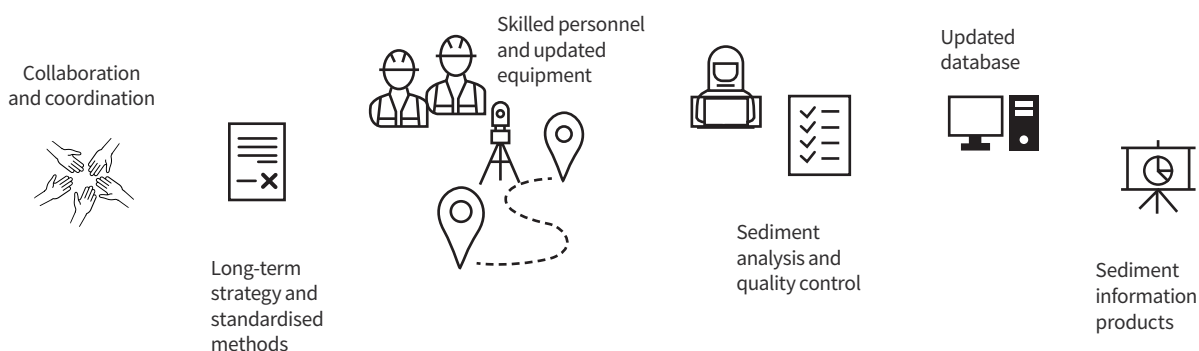 Collaboration
and coordination
Long-term
strategy and
standardised
methods
Skilled personnel
and updated
equipment
Sediment
analysis and
quality control
Updated
database
Sediment
information
products